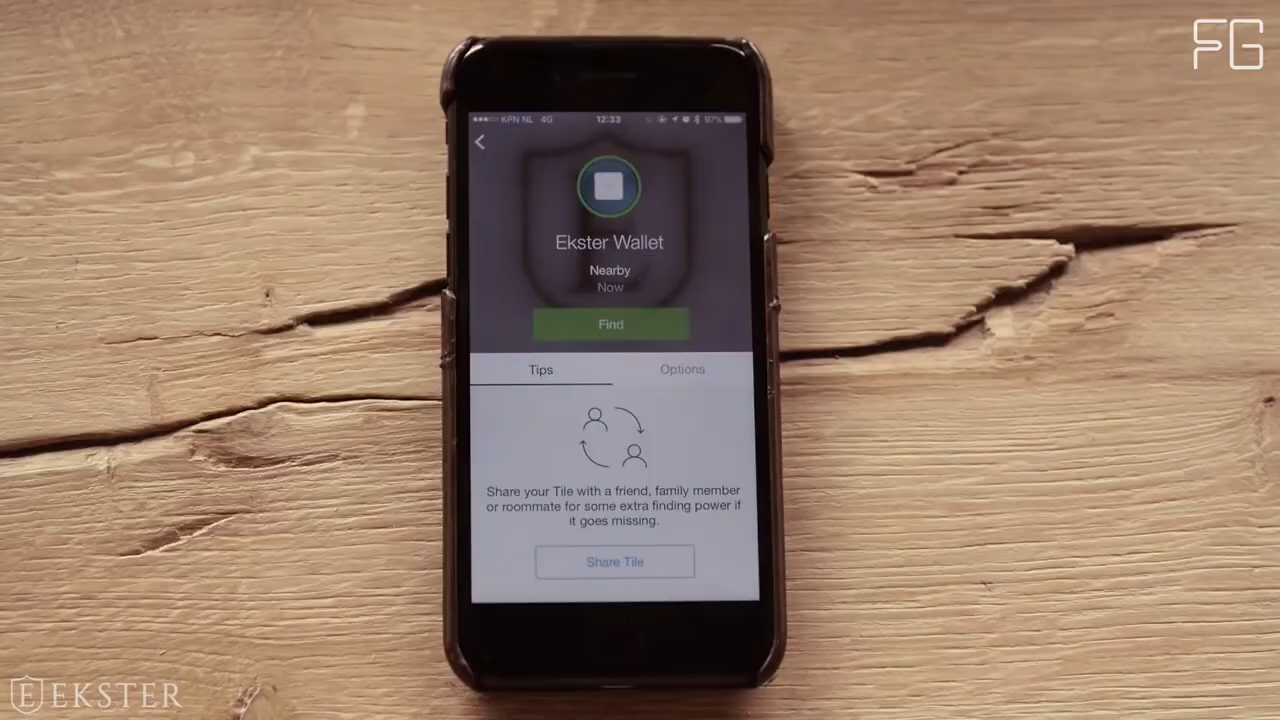 FG
KPN NL 4G 12:33 97%
Ekster Wallet
Nearby
Now
Find
Tips Options
Share your Tile with a friend, family member
or roommate for some extra finding power if
it goes missing.
Share Tile
E EKSTER